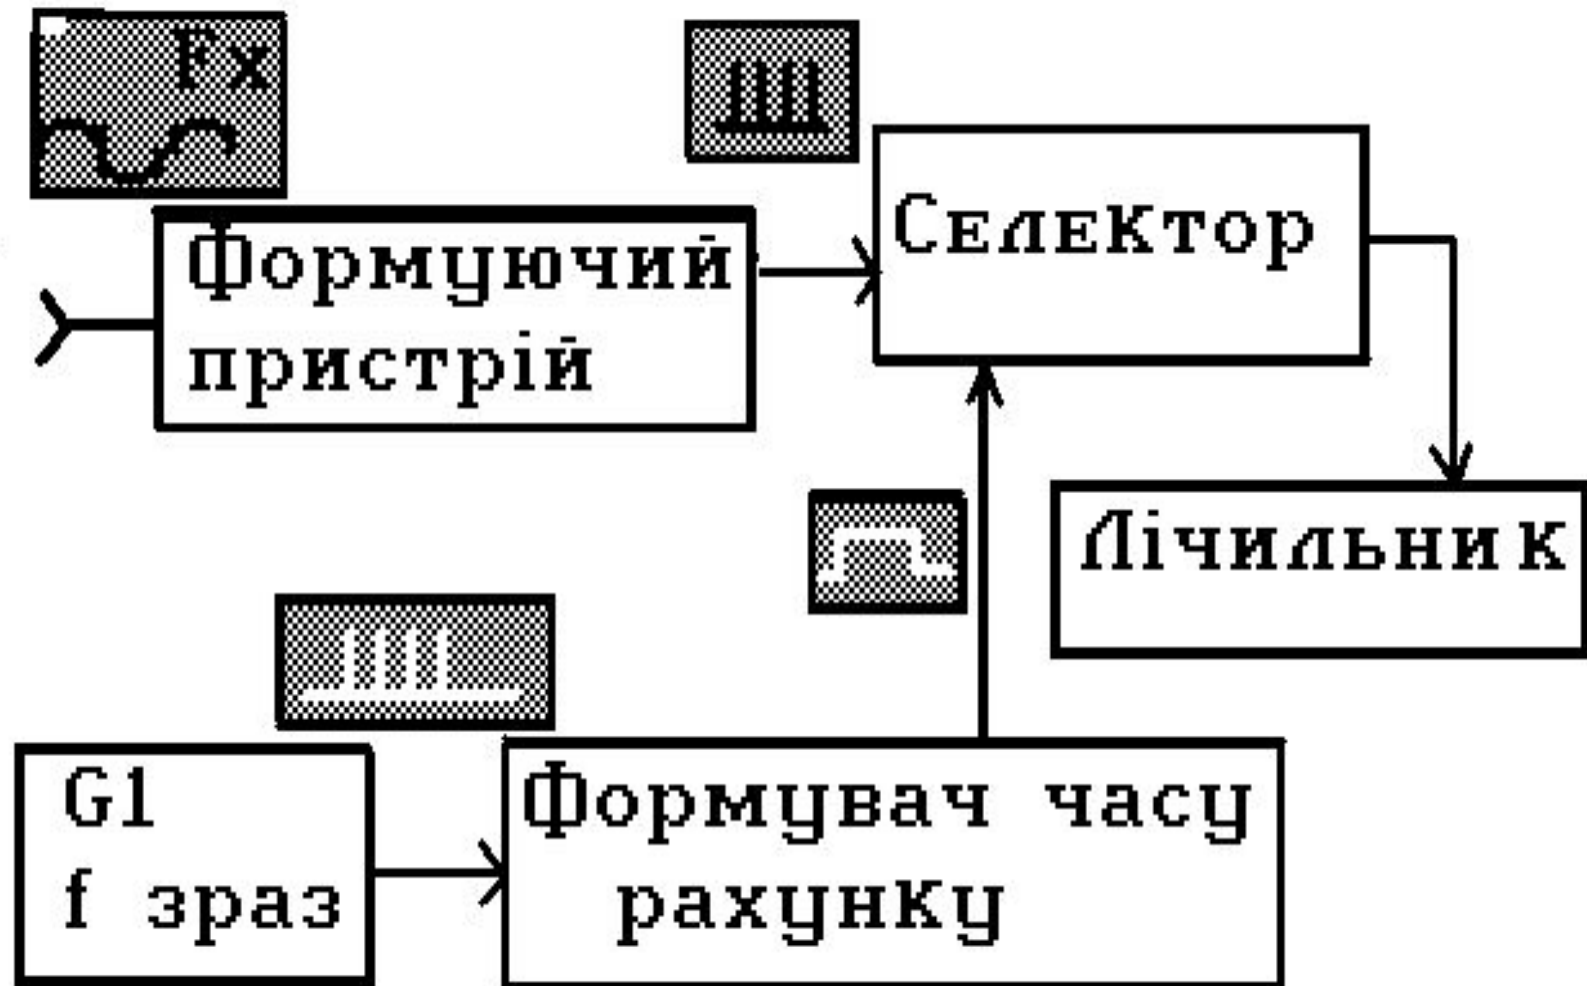 Fx
Формуючий
пристрій
Селектор
Лічильник
G1
f зраз
Формувач часу
рахунку